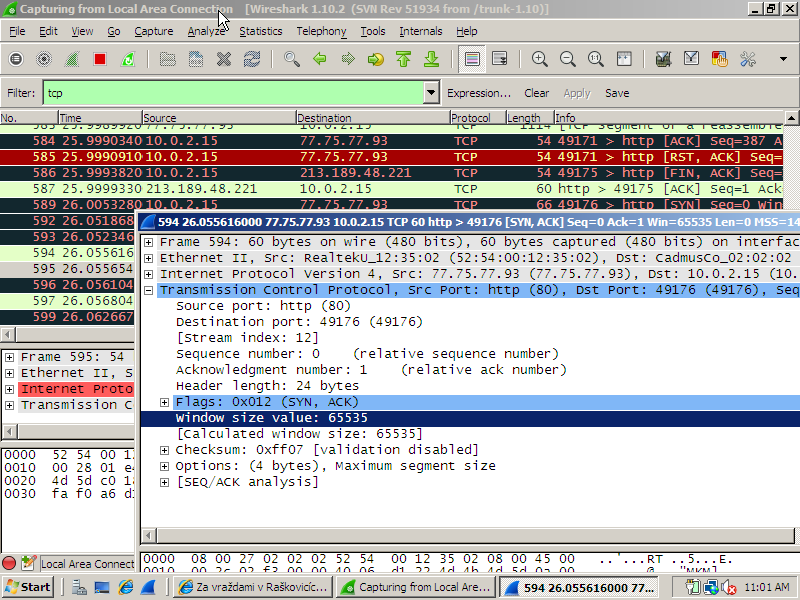 Capturing from Local Area Connection [Wireshark 1.10.2 (SVN Rev 51934 from /trunk-1.10)]
File Edit View Go Capture Analyze Statistics Telephony Tools Internals Help
Filter: tcp Expression... Clear Apply Save
No. Time Source Destination Protocol Length Info
583 25.9989920 77.75.77.93 10.0.2.15 TCP 1114 [TCP segment of a reassemble
584 25.9990340 10.0.2.15 77.75.77.93 TCP 54 49171 > http [ACK] Seq=387 A
585 25.9990910 10.0.2.15 77.75.77.93 TCP 54 49171 > http [RST, ACK] Seq=
586 25.9993820 10.0.2.15 213.189.48.221 TCP 54 49175 > http [FIN, ACK] Seq=
587 25.9999330 213.189.48.221 10.0.2.15 TCP 60 http > 49175 [ACK] Seq=1 Ack
589 26.0053280 10.0.2.15 77.75.77.93 TCP 66 49176 > http [SYN] Seq=0 Win
592 26.051868
593 26.052346
594 26.055616
595 26.055654
596 26.056104
597 26.056804
599 26.062667
594 26.055616000 77.75.77.93 10.0.2.15 TCP 60 http > 49176 [SYN, ACK] Seq=0 Ack=1 Win=65535 Len=0 MSS=14
Frame 594: 60 bytes on wire (480 bits), 60 bytes captured (480 bits) on interfac
Ethernet II, Src: RealtekU_12:35:02 (52:54:00:12:35:02), Dst: CadmusCo_02:02:02
Internet Protocol Version 4, Src: 77.75.77.93 (77.75.77.93), Dst: 10.0.2.15 (10.
Transmission Control Protocol, Src Port: http (80), Dst Port: 49176 (49176), Seq
Source port: http (80)
Destination port: 49176 (49176)
[Stream index: 12]
Sequence number: 0 (relative sequence number)
Acknowledgment number: 1 (relative ack number)
Header length: 24 bytes
Flags: 0x012 (SYN, ACK)
Window size value: 65535
[Calculated window size: 65535]
Checksum: 0xff07 [validation disabled]
Options: (4 bytes), Maximum segment size
[SEQ/ACK analysis]
Frame 595: 54
Ethernet II, S
Internet Proto
Transmission C
0000 52 54 00 12
0010 00 28 01 e4
0020 4d 5d c0 18
0030 fa f0 a6 d1
0000 08 00 27 02 02 02 52 54 00 12 35 02 08 00 45 00 ..'...RT ..5...E.
Local Area Connect
Start Za vraždami v Raškovicíc... Capturing from Local Are... 594 26.055616000 77.... 11:01 AM